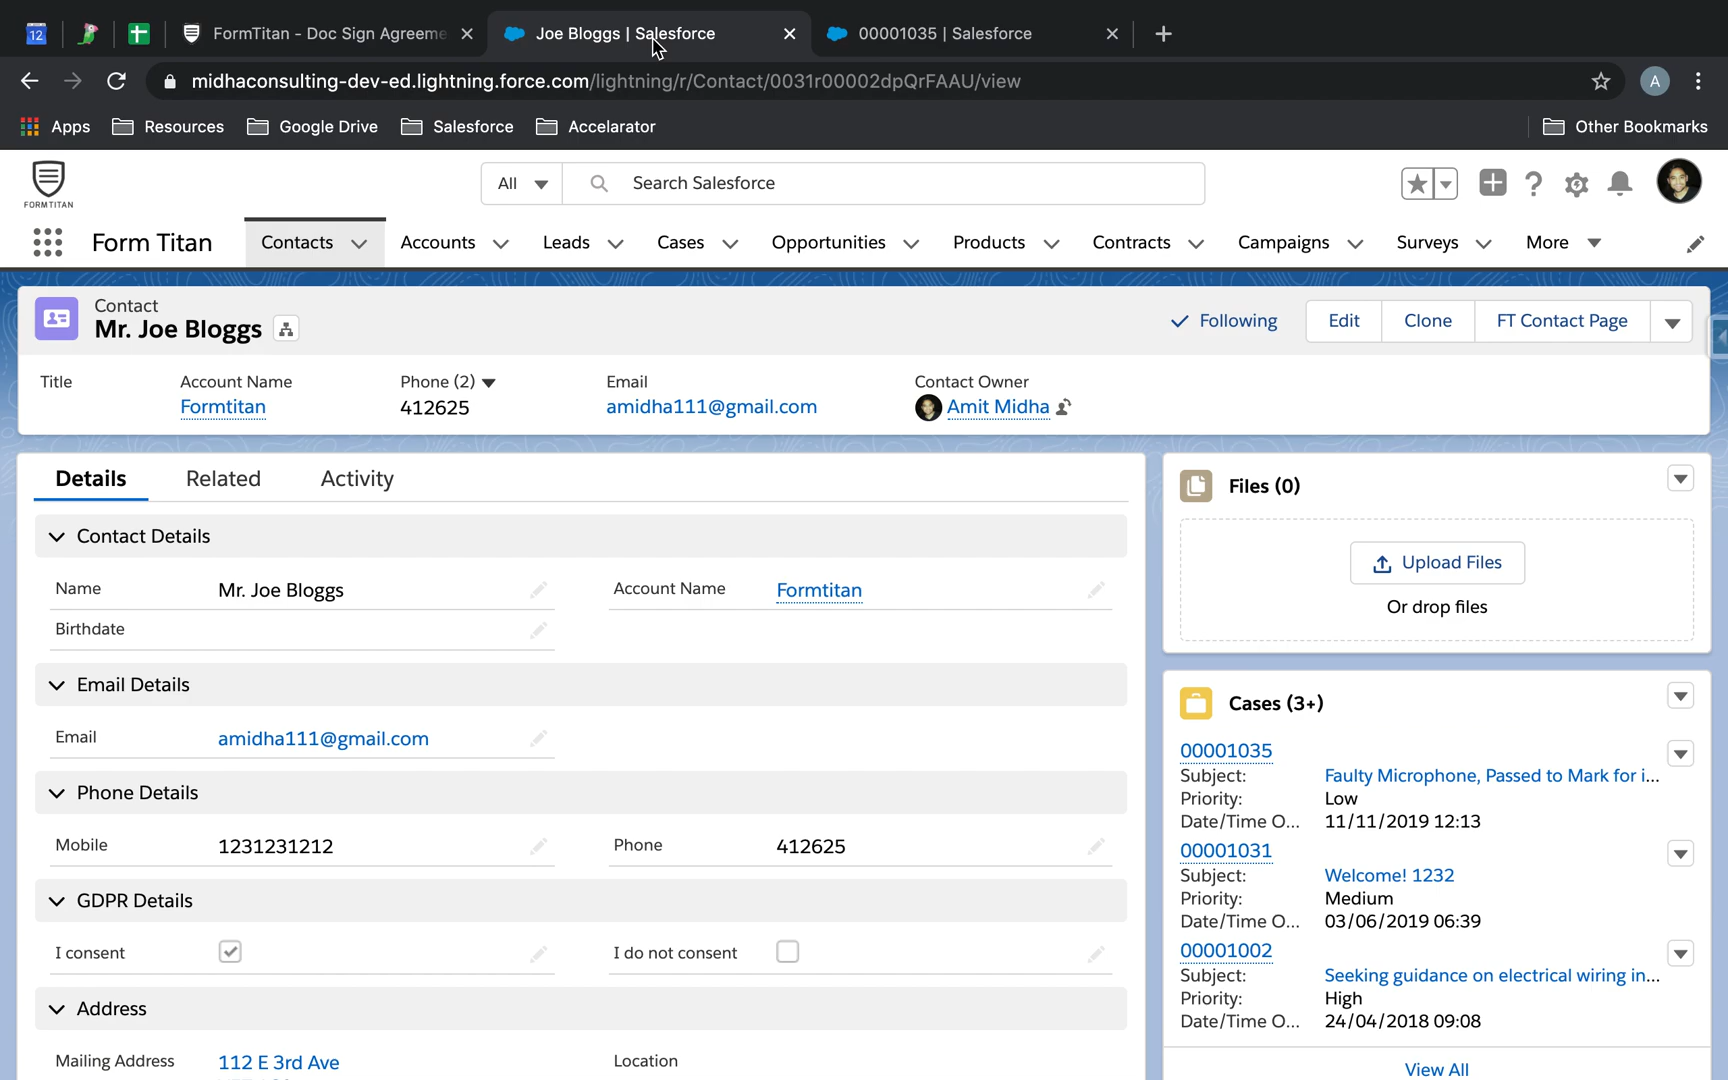 12
FormTitan - Doc Sign Agreeme
Joe Bloggs | Salesforce
00001035 | Salesforce
midhaconsulting-dev-ed.lightning.force.com/lightning/r/Contact/0031r00002dpQrFAAU/view
A
Apps
Resources
Google Drive
Salesforce
Accelarator
Other Bookmarks
FORMTITAN
All
Search Salesforce
Form Titan
Contacts
Accounts
Leads
Cases
Opportunities
Products
Contracts
Campaigns
Surveys
More
Contact
Mr. Joe Bloggs
Following
Edit
Clone
FT Contact Page
Title
Account Name
Phone (2)
Email
Contact Owner
Formtitan
412625
amidha111@gmail.com
Amit Midha
Details
Related
Activity
Contact Details
Name
Mr. Joe Bloggs
Account Name
Formtitan
Birthdate
Email Details
Email
amidha111@gmail.com
Phone Details
Mobile
1231231212
Phone
412625
GDPR Details
I consent
I do not consent
Address
Mailing Address
112 E 3rd Ave
Location
Files (0)
Upload Files
Or drop files
Cases (3+)
00001035
Subject: Faulty Microphone, Passed to Mark for i...
Priority: Low
Date/Time O... 11/11/2019 12:13
00001031
Subject: Welcome! 1232
Priority: Medium
Date/Time O... 03/06/2019 06:39
00001002
Subject: Seeking guidance on electrical wiring in...
Priority: High
Date/Time O... 24/04/2018 09:08
View All